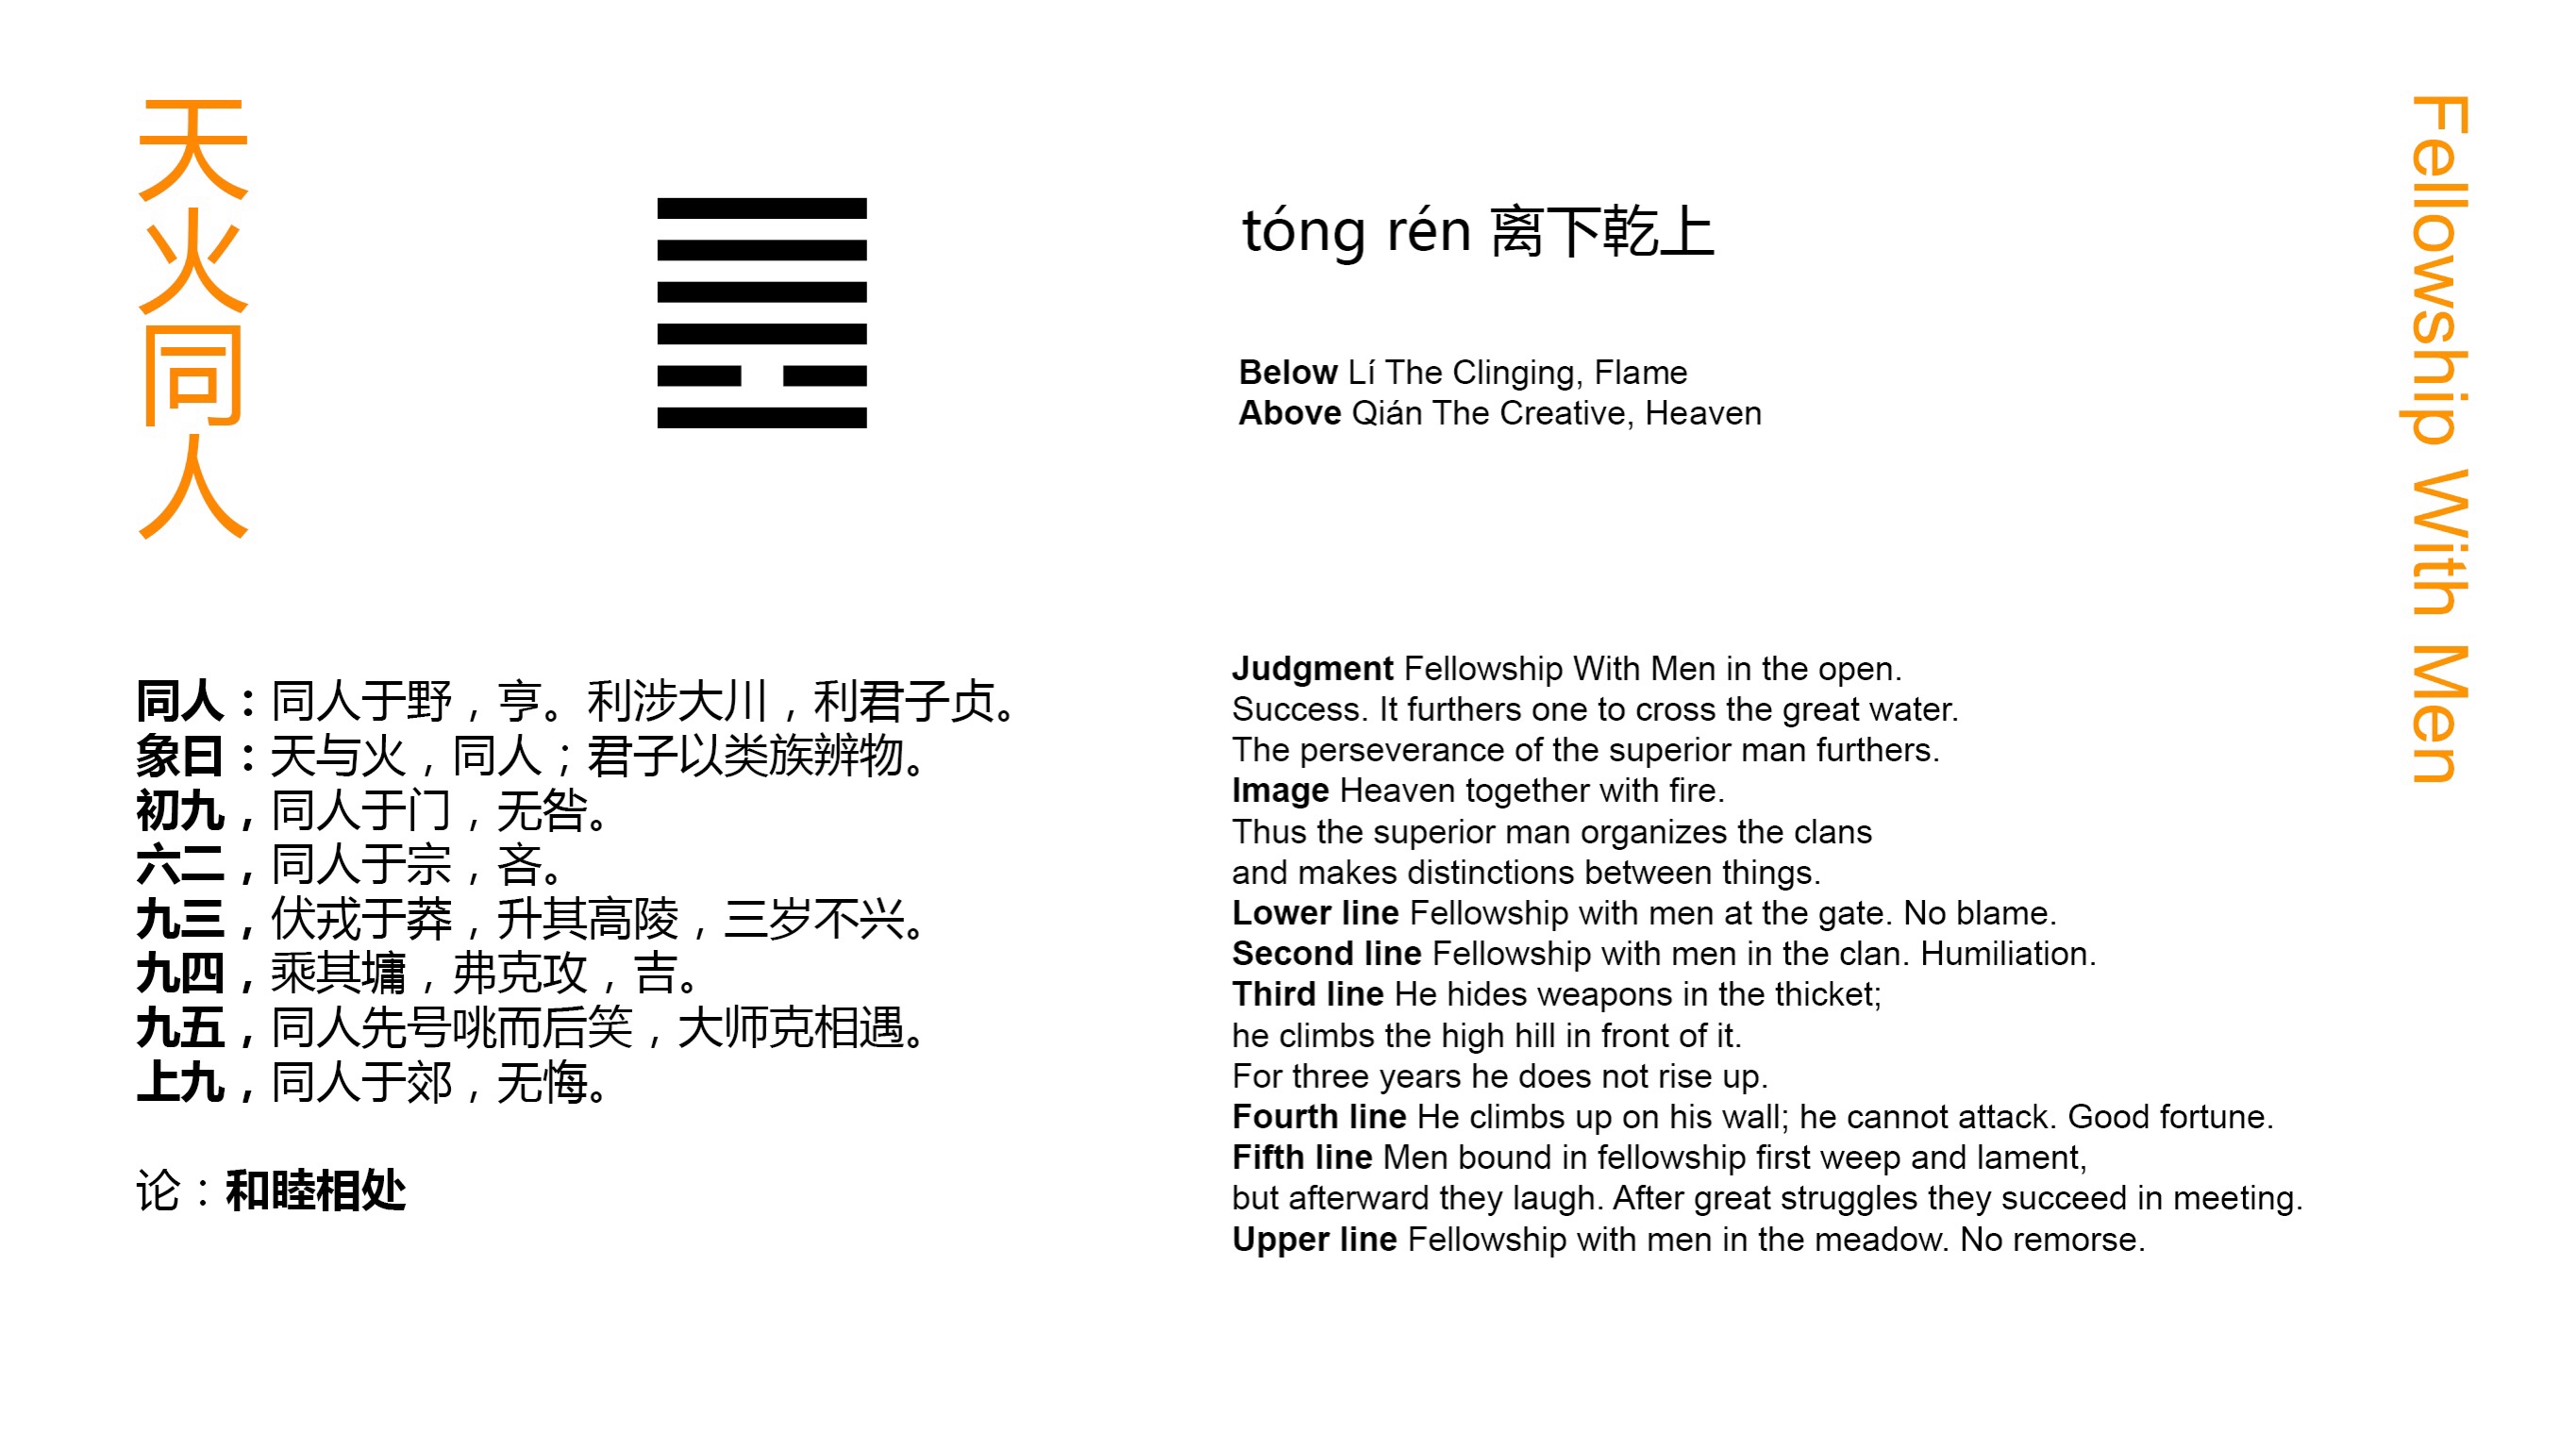 天火同人
tóng rén 离下乾上
Below Lí The Clinging, Flame
Above Qián The Creative, Heaven
Fellowship With Men
同人：同人于野，亨。利涉大川，利君子贞。
象曰：天与火，同人；君子以类族辨物。
初九，同人于门，无咎。
六二，同人于宗，吝。
九三，伏戎于莽，升其高陵，三岁不兴。
九四，乘其墉，弗克攻，吉。
九五，同人先号咷而后笑，大师克相遇。
上九，同人于郊，无悔。
论：和睦相处
Judgment Fellowship With Men in the open.
Success. It furthers one to cross the great water.
The perseverance of the superior man furthers.
Image Heaven together with fire.
Thus the superior man organizes the clans
and makes distinctions between things.
Lower line Fellowship with men at the gate. No blame.
Second line Fellowship with men in the clan. Humiliation.
Third line He hides weapons in the thicket;
he climbs the high hill in front of it.
For three years he does not rise up.
Fourth line He climbs up on his wall; he cannot attack. Good fortune.
Fifth line Men bound in fellowship first weep and lament,
but afterward they laugh. After great struggles they succeed in meeting.
Upper line Fellowship with men in the meadow. No remorse.